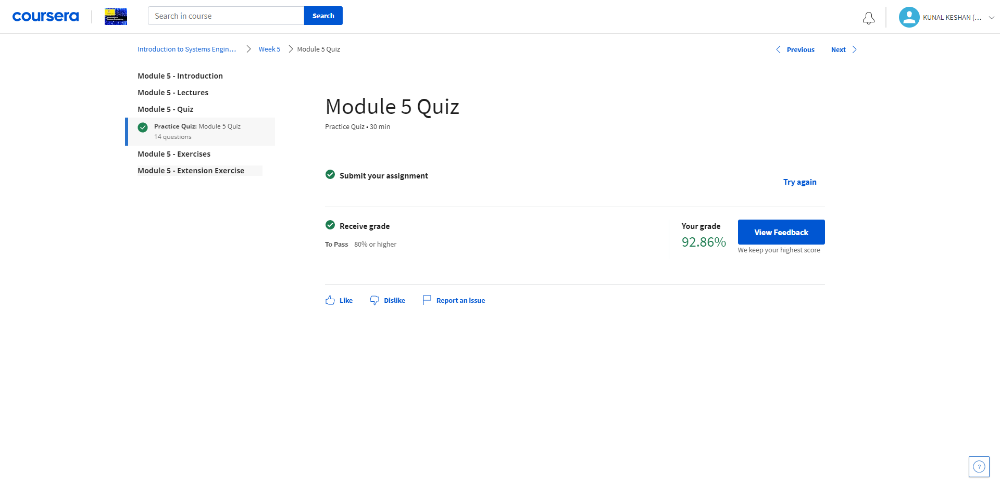 coursera
Search in course
Search
KUNAL KESHAN (...
Introduction to Systems Engin...
Week 5
Module 5 Quiz
Previous
Next
Module 5 - Introduction
Module 5 - Lectures
Module 5 - Quiz
Practice Quiz: Module 5 Quiz
14 questions
Module 5 - Exercises
Module 5 - Extension Exercise
Module 5 Quiz
Practice Quiz • 30 min
Submit your assignment
Try again
Receive grade
To Pass 80% or higher
Your grade
92.86%
View Feedback
We keep your highest score
Like
Dislike
Report an issue
?